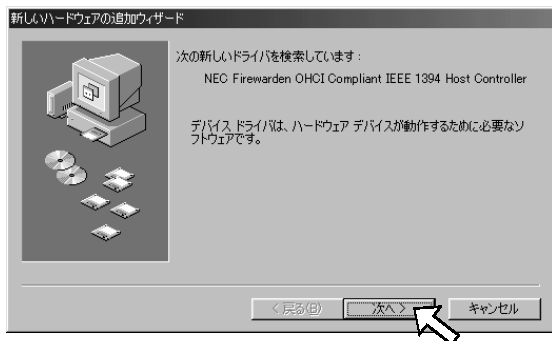 新しいハードウェアの追加ウィザード
次の新しいドライバを検索しています：
NEC Firewarden OHCI Compliant IEEE 1394 Host Controller
デバイス ドライバは、ハードウェア デバイスが動作するために必要なソ
フトウェアです。
< 戻る(B)
次へ >
キャンセル